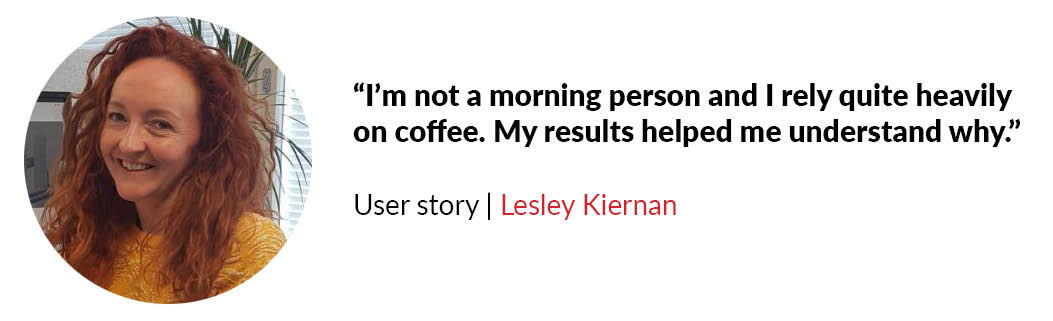 “I’m not a morning person and I rely quite heavily
on coffee. My results helped me understand why.”
User story | Lesley Kiernan